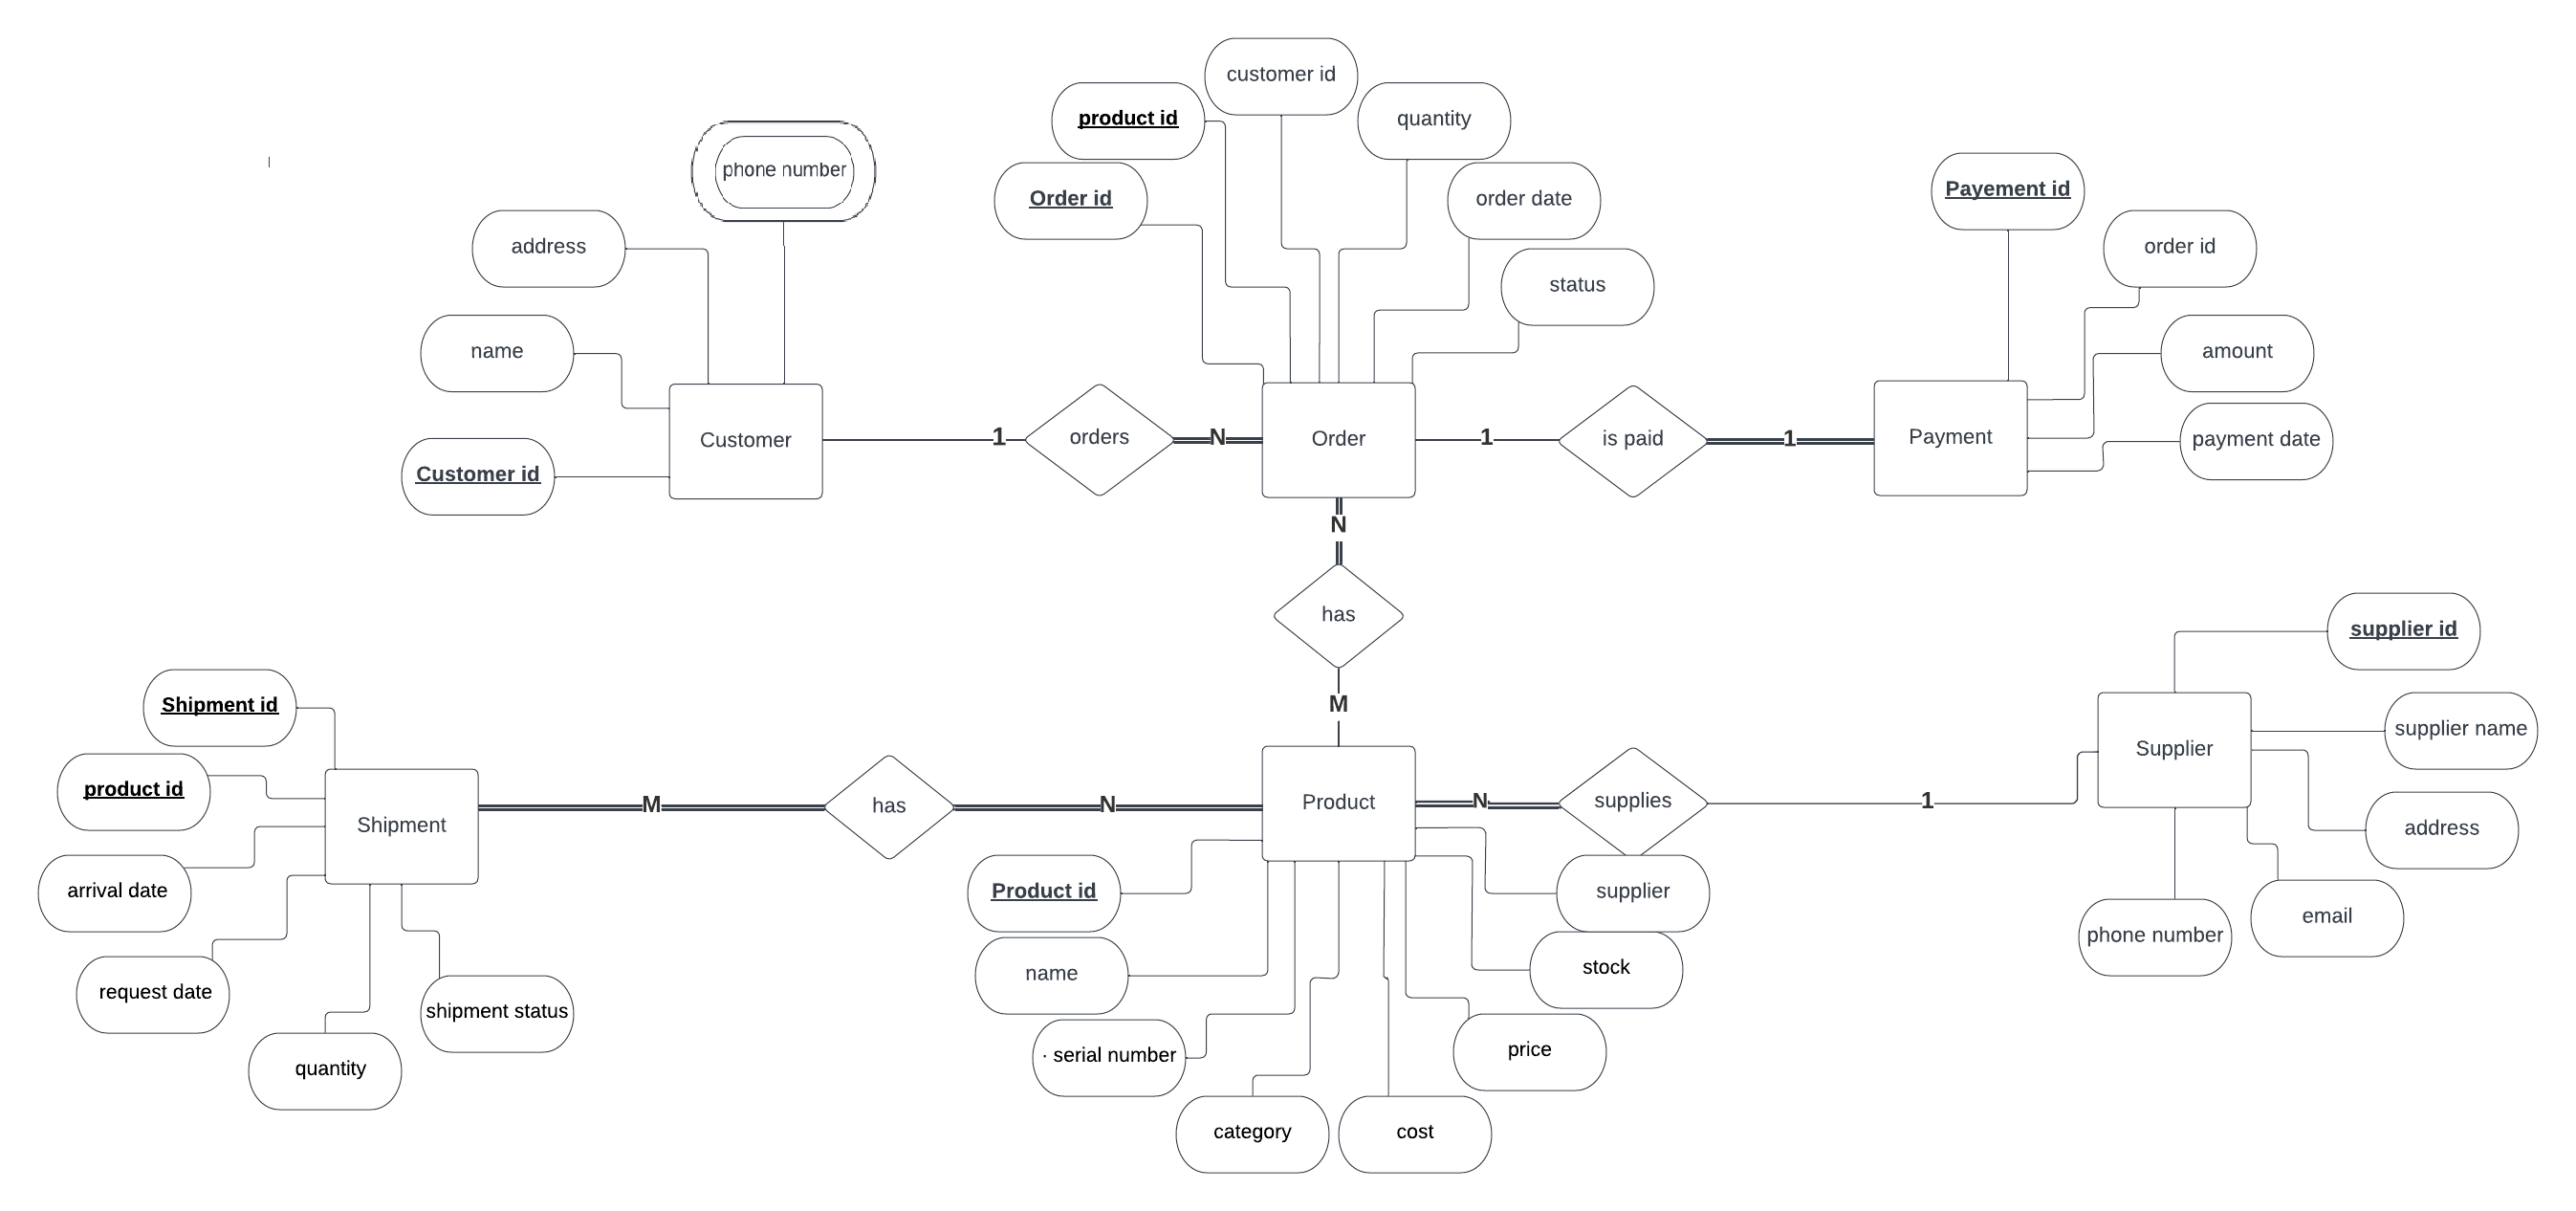 customer id
product id
quantity
Order id
order date
status
phone number
address
name
Customer id
Payement id
order id
amount
payment date
Customer
1
orders
N
Order
1
is paid
1
Payment
N
has
M
supplier id
Shipment id
product id
arrival date
request date
quantity
shipment status
Shipment
M
has
N
Product
N
supplies
1
Supplier
supplier name
address
email
phone number
Product id
name
· serial number
category
cost
price
stock
supplier